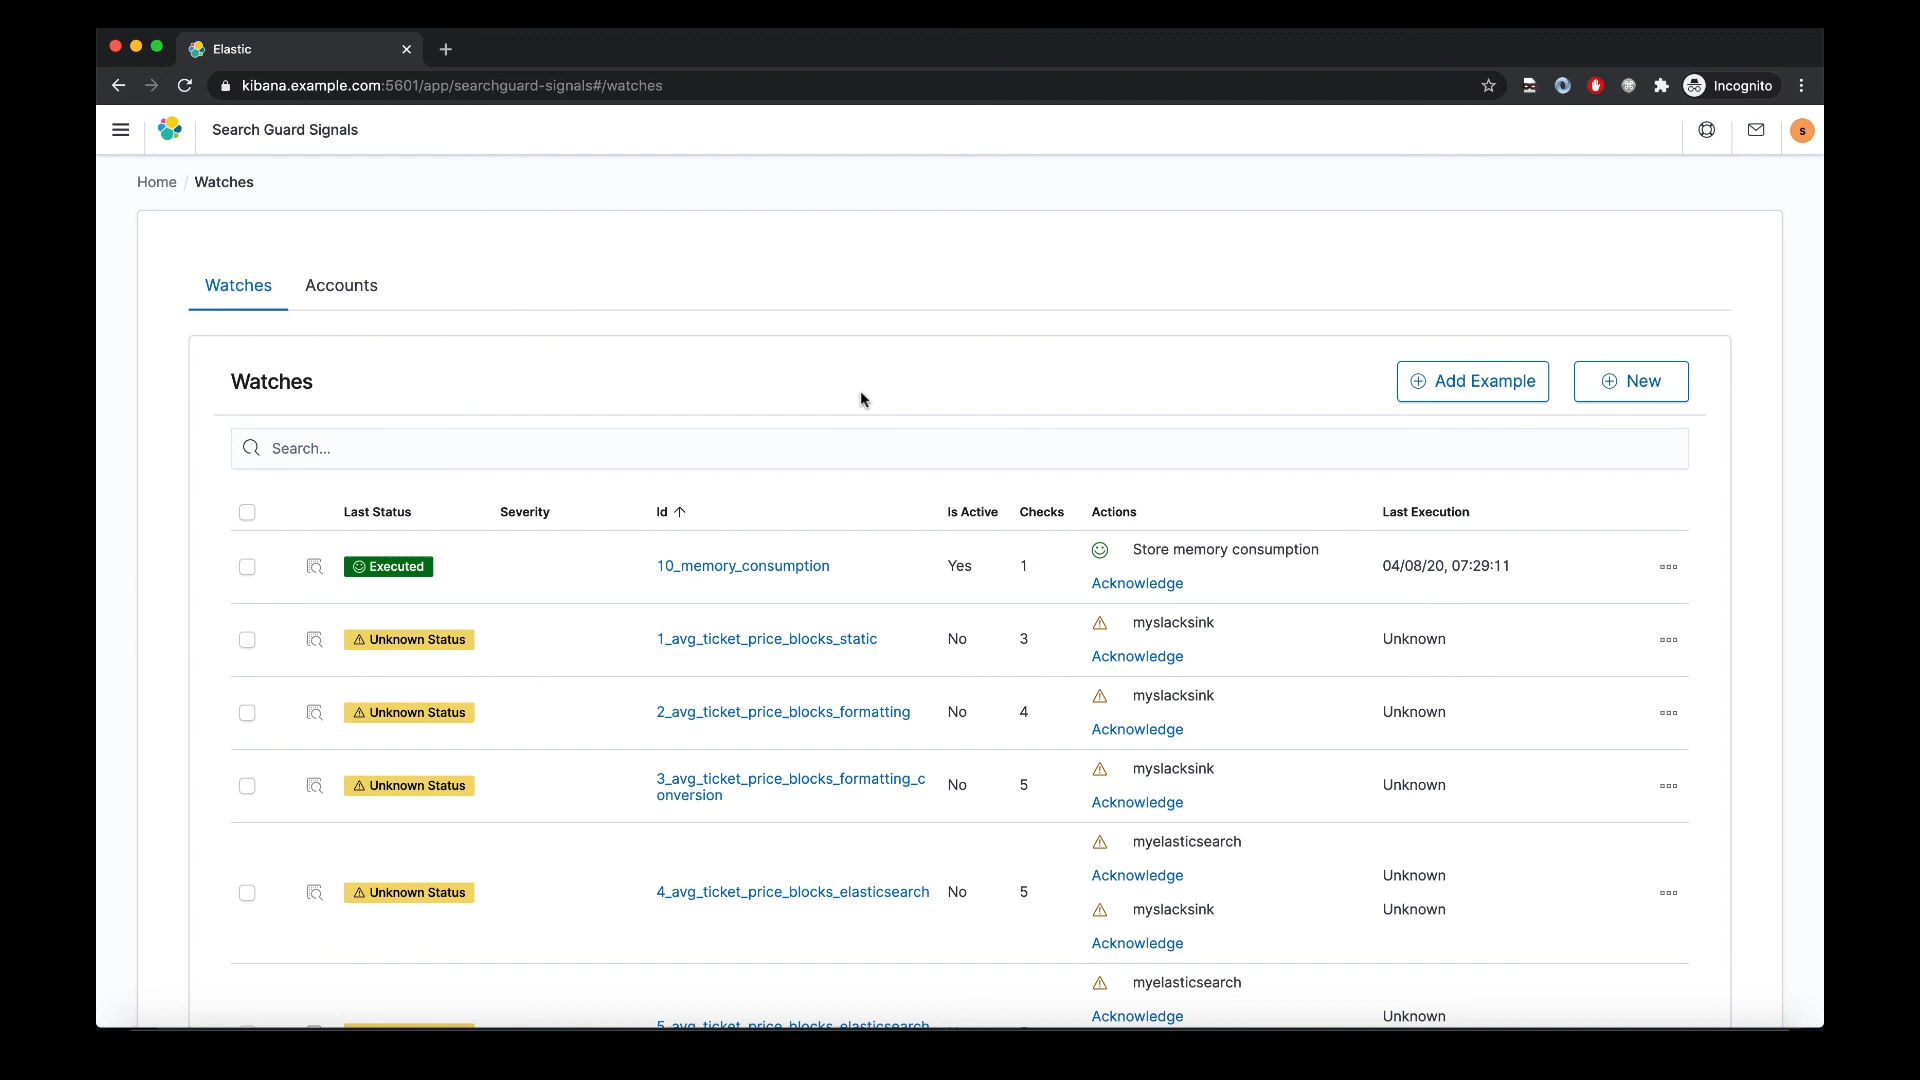 Elastic
kibana.example.com:5601/app/searchguard-signals#/watches
Incognito
Search Guard Signals
s
Home / Watches
Watches Accounts
Watches
Add Example
New
Search...
Last Status Severity Id Is Active Checks Actions Last Execution
Executed 10_memory_consumption Yes 1 Store memory consumption 04/08/20, 07:29:11
Acknowledge
Unknown Status 1_avg_ticket_price_blocks_static No 3 myslacksink Unknown
Acknowledge
Unknown Status 2_avg_ticket_price_blocks_formatting No 4 myslacksink Unknown
Acknowledge
Unknown Status 3_avg_ticket_price_blocks_formatting_c No 5 myslacksink Unknown
onversion
Acknowledge
myelasticsearch
Acknowledge Unknown
Unknown Status 4_avg_ticket_price_blocks_elasticsearch No 5
myslacksink Unknown
Acknowledge
myelasticsearch
Acknowledge Unknown
5_avg_ticket_price_blocks_elasticsearch